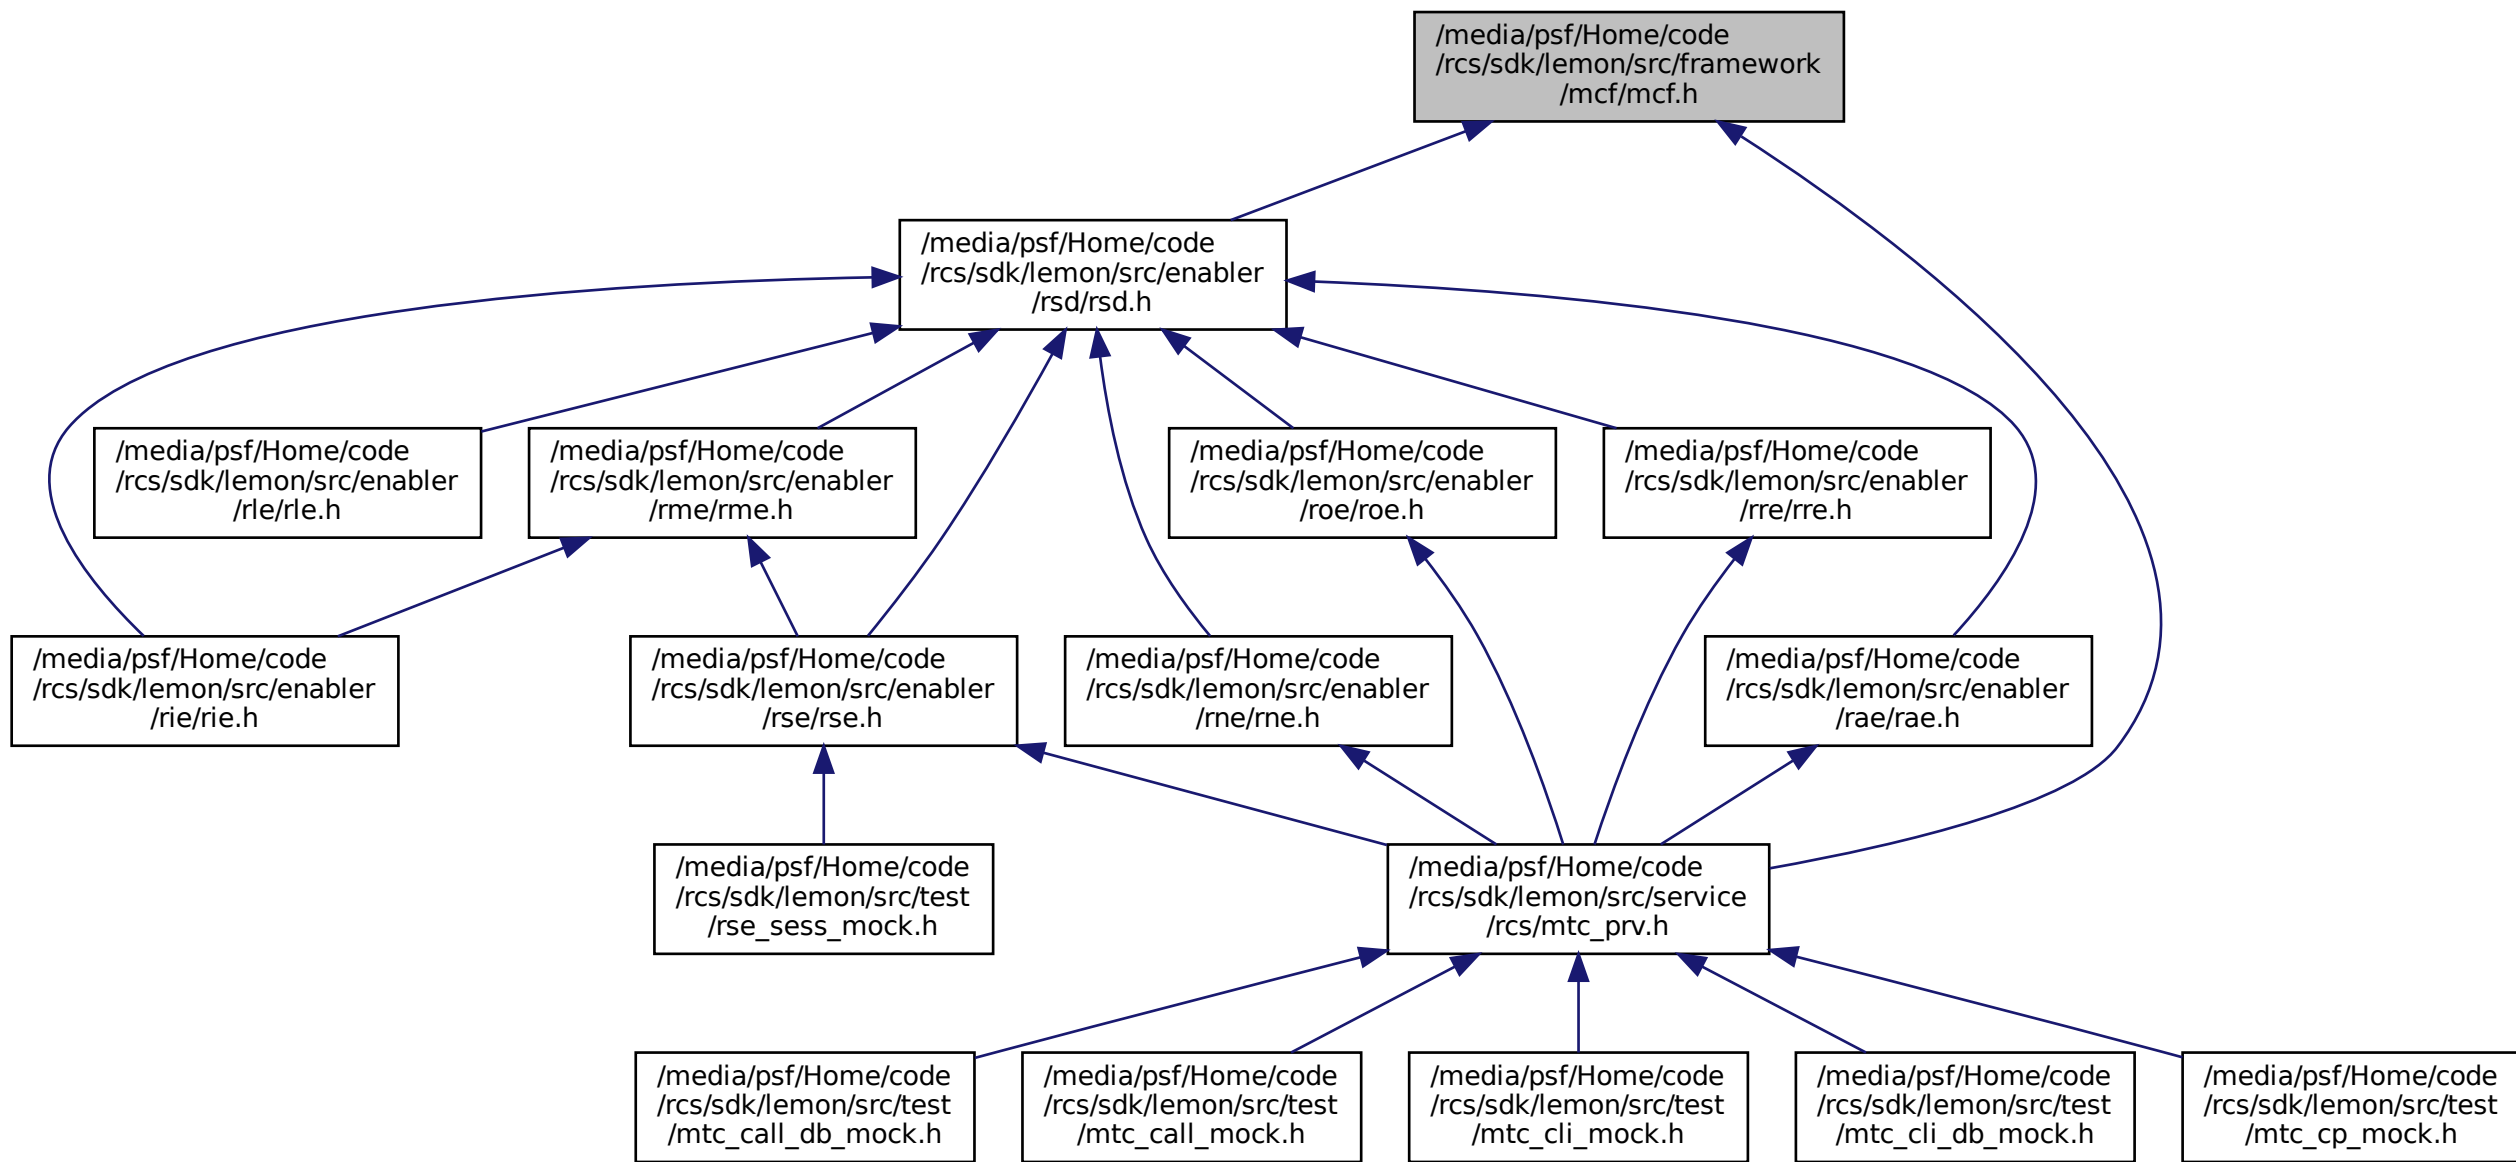 /media/psf/Home/code
/rcs/sdk/lemon/src/framework
/mcf/mcf.h
/media/psf/Home/code
/rcs/sdk/lemon/src/enabler
/rsd/rsd.h
/media/psf/Home/code
/rcs/sdk/lemon/src/enabler
/rle/rle.h
/media/psf/Home/code
/rcs/sdk/lemon/src/enabler
/rme/rme.h
/media/psf/Home/code
/rcs/sdk/lemon/src/enabler
/roe/roe.h
/media/psf/Home/code
/rcs/sdk/lemon/src/enabler
/rre/rre.h
/media/psf/Home/code
/rcs/sdk/lemon/src/enabler
/rie/rie.h
/media/psf/Home/code
/rcs/sdk/lemon/src/enabler
/rse/rse.h
/media/psf/Home/code
/rcs/sdk/lemon/src/enabler
/rne/rne.h
/media/psf/Home/code
/rcs/sdk/lemon/src/enabler
/rae/rae.h
/media/psf/Home/code
/rcs/sdk/lemon/src/test
/rse_sess_mock.h
/media/psf/Home/code
/rcs/sdk/lemon/src/service
/rcs/mtc_prv.h
/media/psf/Home/code
/rcs/sdk/lemon/src/test
/mtc_call_db_mock.h
/media/psf/Home/code
/rcs/sdk/lemon/src/test
/mtc_call_mock.h
/media/psf/Home/code
/rcs/sdk/lemon/src/test
/mtc_cli_mock.h
/media/psf/Home/code
/rcs/sdk/lemon/src/test
/mtc_cli_db_mock.h
/media/psf/Home/code
/rcs/sdk/lemon/src/test
/mtc_cp_mock.h